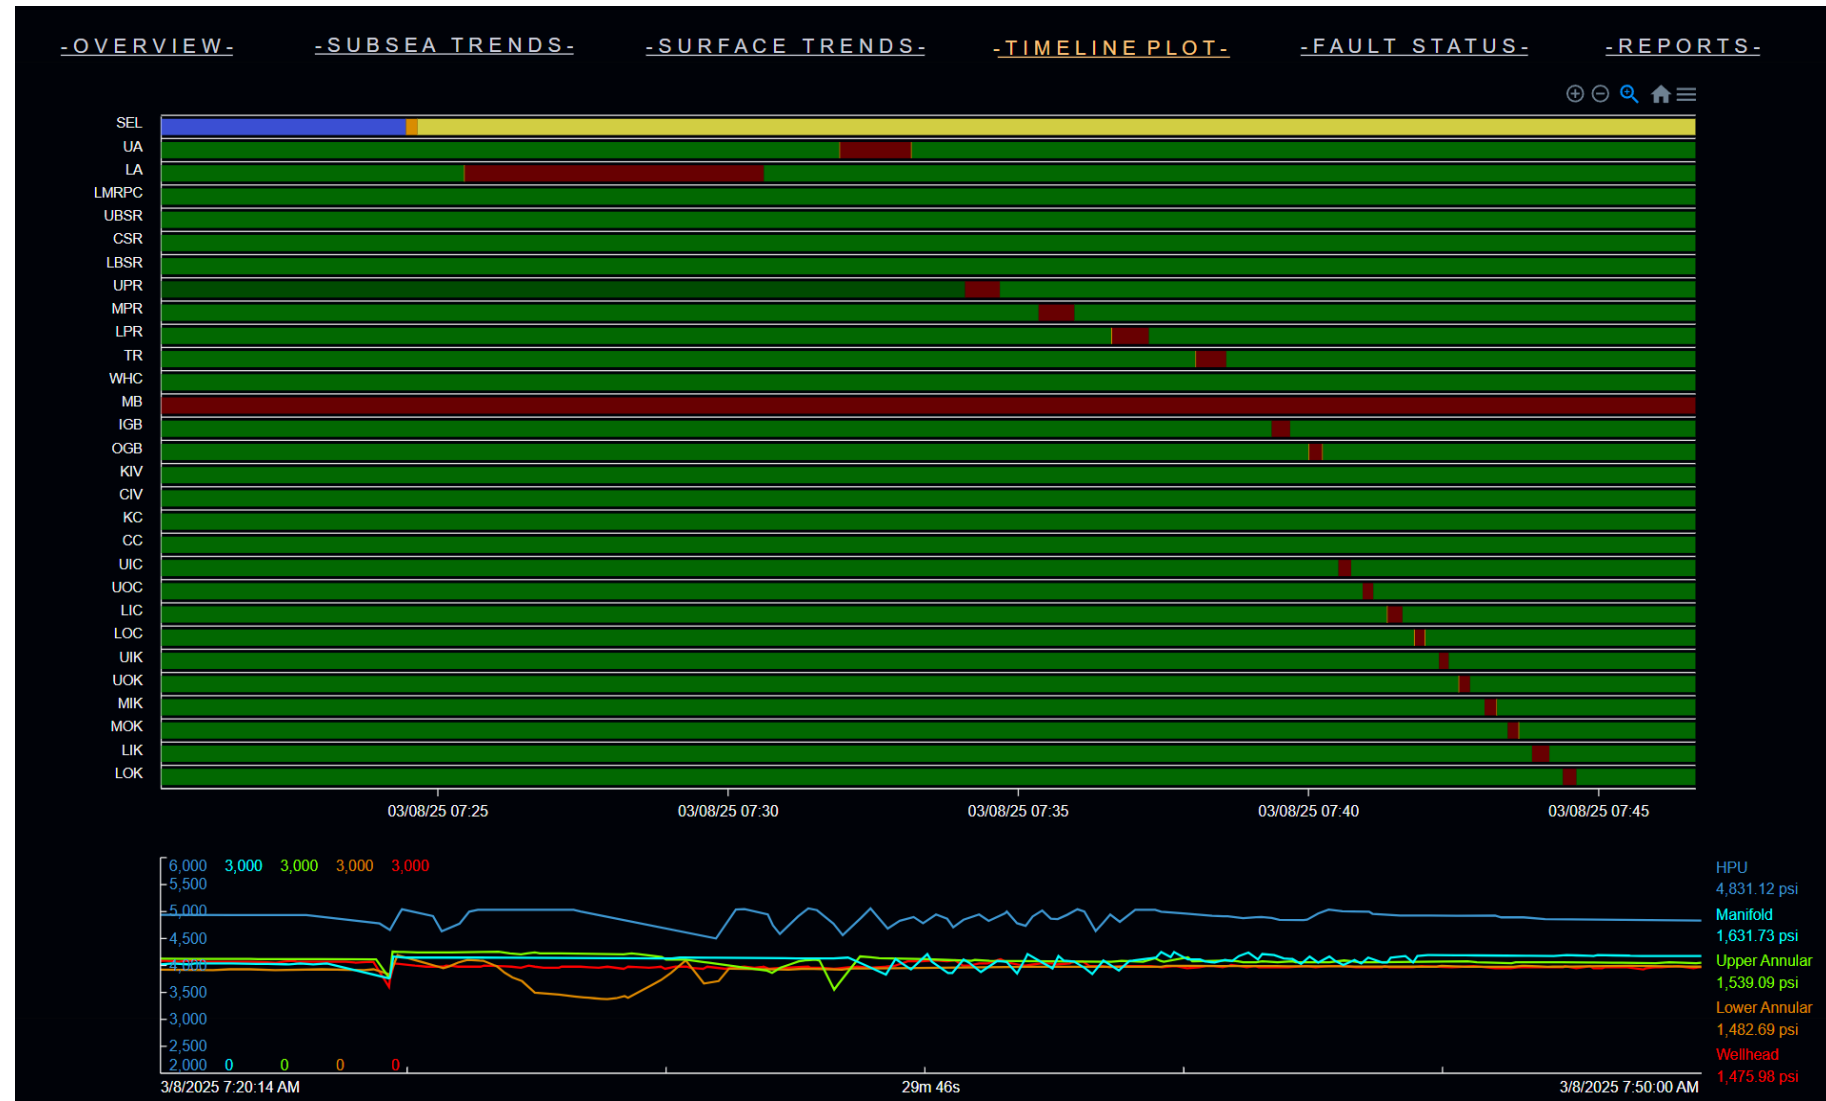 -OVERVIEW- -SUBSEA TRENDS- -SURFACE TRENDS- -TIMELINE PLOT- -FAULT STATUS- -REPORTS-
SEL
UA
LA
LMRPC
UBSR
CSR
LBSR
UPR
MPR
LPR
TR
WHC
MB
IGB
OGB
KIV
CIV
KC
CC
UIC
UOC
LIC
LOC
UIK
UOK
MIK
MOK
LIK
LOK
03/08/25 07:25 03/08/25 07:30 03/08/25 07:35 03/08/25 07:40 03/08/25 07:45
6,000 3,000 3,000 3,000 3,000
5,500
5,000
4,500
4,000
3,500
3,000
2,500
2,000 0 0 0 0
HPU
4,831.12 psi
Manifold
1,631.73 psi
Upper Annular
1,539.09 psi
Lower Annular
1,482.69 psi
Wellhead
1,475.98 psi
3/8/2025 7:20:14 AM 29m 46s 3/8/2025 7:50:00 AM